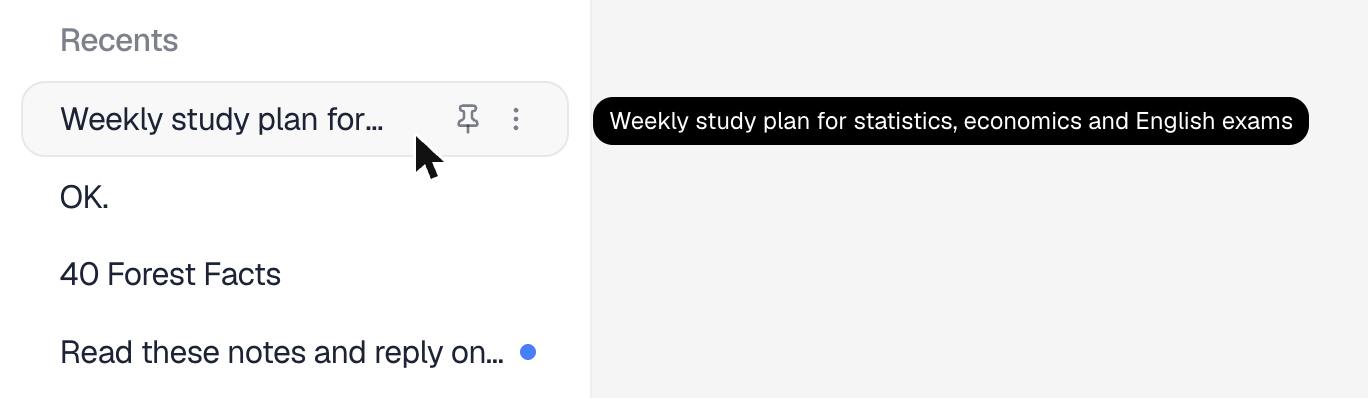 Recents
Weekly study plan for...
Weekly study plan for statistics, economics and English exams
OK.
40 Forest Facts
Read these notes and reply on...